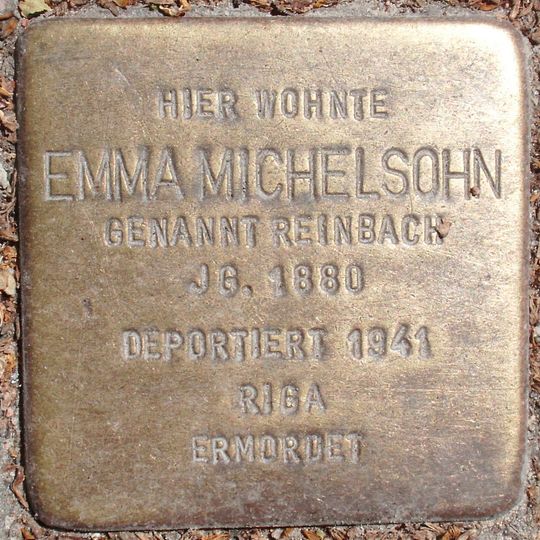 HIER WOHNTE
EMMA MICHELSOHN
GENANNT REINBACH
JG. 1880
DEPORTIERT 1941
RIGA
ERMORDET